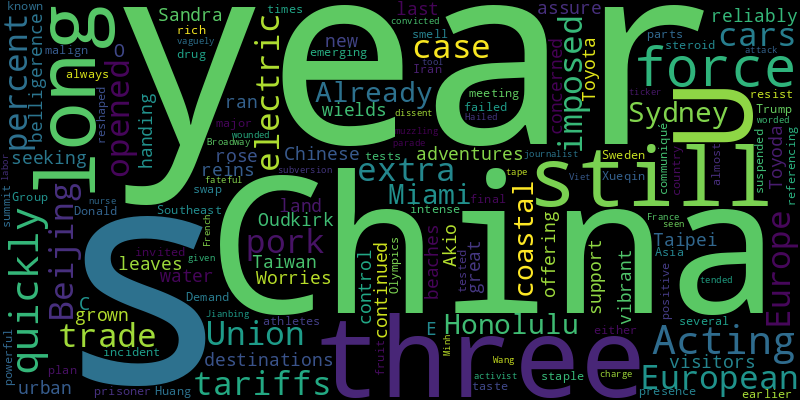 year
China
s
three
still
long
force
n
European
Acting
Union
trade
tariffs
Honolulu
Sydney
Miami
case
cars
extra
electric
imposed
coastal
pork
opened
Beijing
quickly
percent
Europe
Already
reliably
Sandra
rich
vaguely
drug
times
convicted
smell
emerging
Iran
tool
last
new
assure
Toyota
concerned
parts
steroid
attack
known
malign
always
O
belligerence
reshaped
handing
ran
major
wounded
Broadway
wields
meeting
failed
dissent
muzzling
parade
Hailed
ticker
resist
Trump
worded
seeking
rose
reins
Chinese
tests
adventures
journalist
Sweden
Xueqin
communiqué
country
almost
suspended
Toyoda
referencing
labor
nurse
fateful
swap
subversion
tape
Viet
summit
Group
Donald
Southeast
intense
final
land
Oudkirk
Taiwan
Worries
French
given
invited
water
leaves
Demand
C
grown
Jianbing
incident
athletes
destinations
urban
prisoner
Huang
powerful
plan
control
continued
Olympics
beaches
Akio
tested
great
fruit
E
Minh
Wang
activist
taste
staple
charge
offering
support
vibrant
either
several
positive
Taipei
Asia
France
seen
tended
visitors
presence
earlier